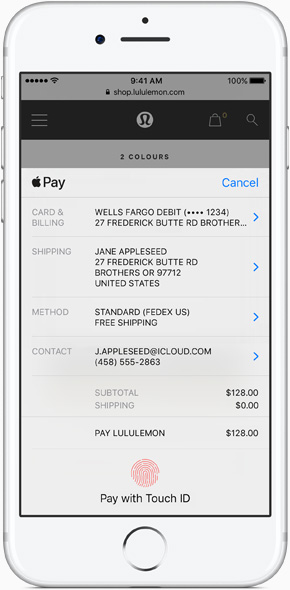 9:41 AM
100%
shop.lululemon.com
0
2 COLOURS
Pay
Cancel
CARD & BILLING
WELLS FARGO DEBIT (•••• 1234)
27 FREDERICK BUTTE RD BROTHER...
SHIPPING
JANE APPLESEED
27 FREDERICK BUTTE RD
BROTHERS OR 97712
UNITED STATES
METHOD
STANDARD (FEDEX US)
FREE SHIPPING
CONTACT
J.APPLESEED@ICLOUD.COM
(458) 555-2863
SUBTOTAL $128.00
SHIPPING $0.00
PAY LULULEMON $128.00
Pay with Touch ID